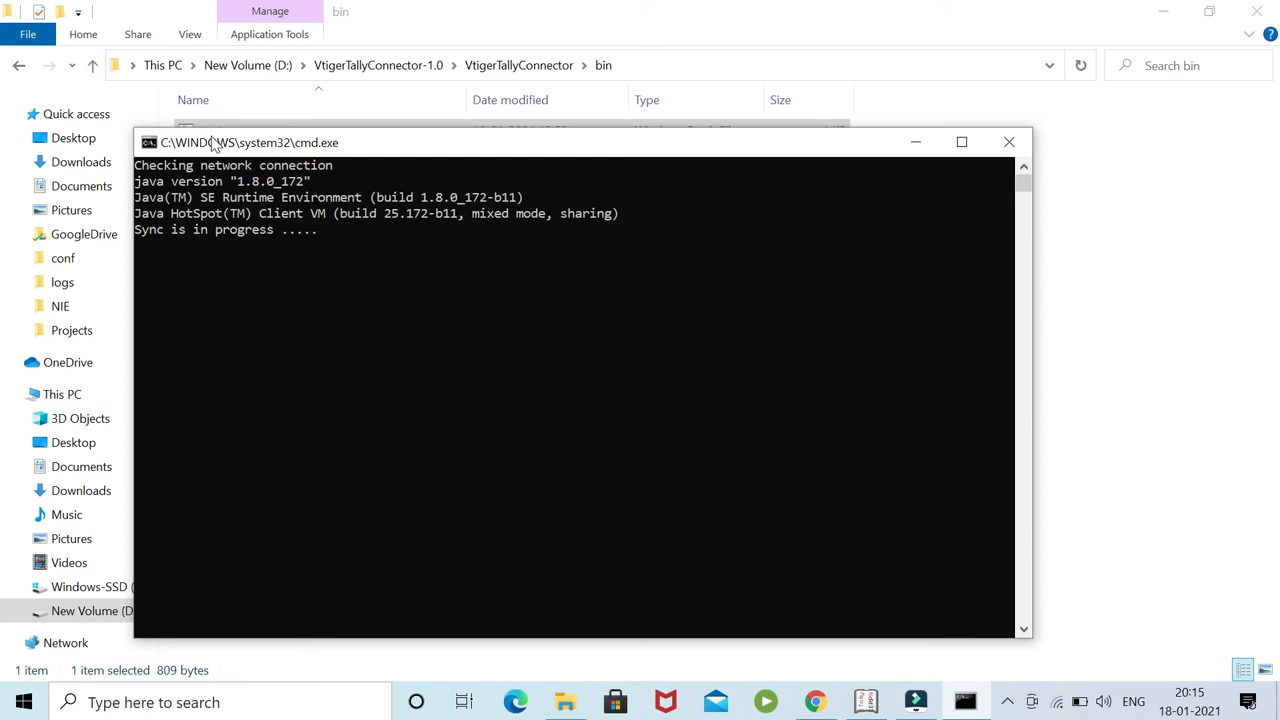 Manage
bin
File
Home
Share
View
Application Tools
This PC
New Volume (D:)
VtigerTallyConnector-1.0
VtigerTallyConnector
bin
Search bin
Name
Date modified
Type
Size
Quick access
Desktop
Downloads
Documents
Pictures
GoogleDrive
conf
logs
NIE
Projects
OneDrive
This PC
3D Objects
Desktop
Documents
Downloads
Music
Pictures
Videos
Windows-SSD (
New Volume (D
Network
C:\WINDOWS\system32\cmd.exe
Checking network connection
java version "1.8.0_172"
Java(TM) SE Runtime Environment (build 1.8.0_172-b11)
Java HotSpot(TM) Client VM (build 25.172-b11, mixed mode, sharing)
Sync is in progress .....
1 item
1 item selected 809 bytes
Type here to search
ENG
20:15
18-01-2021